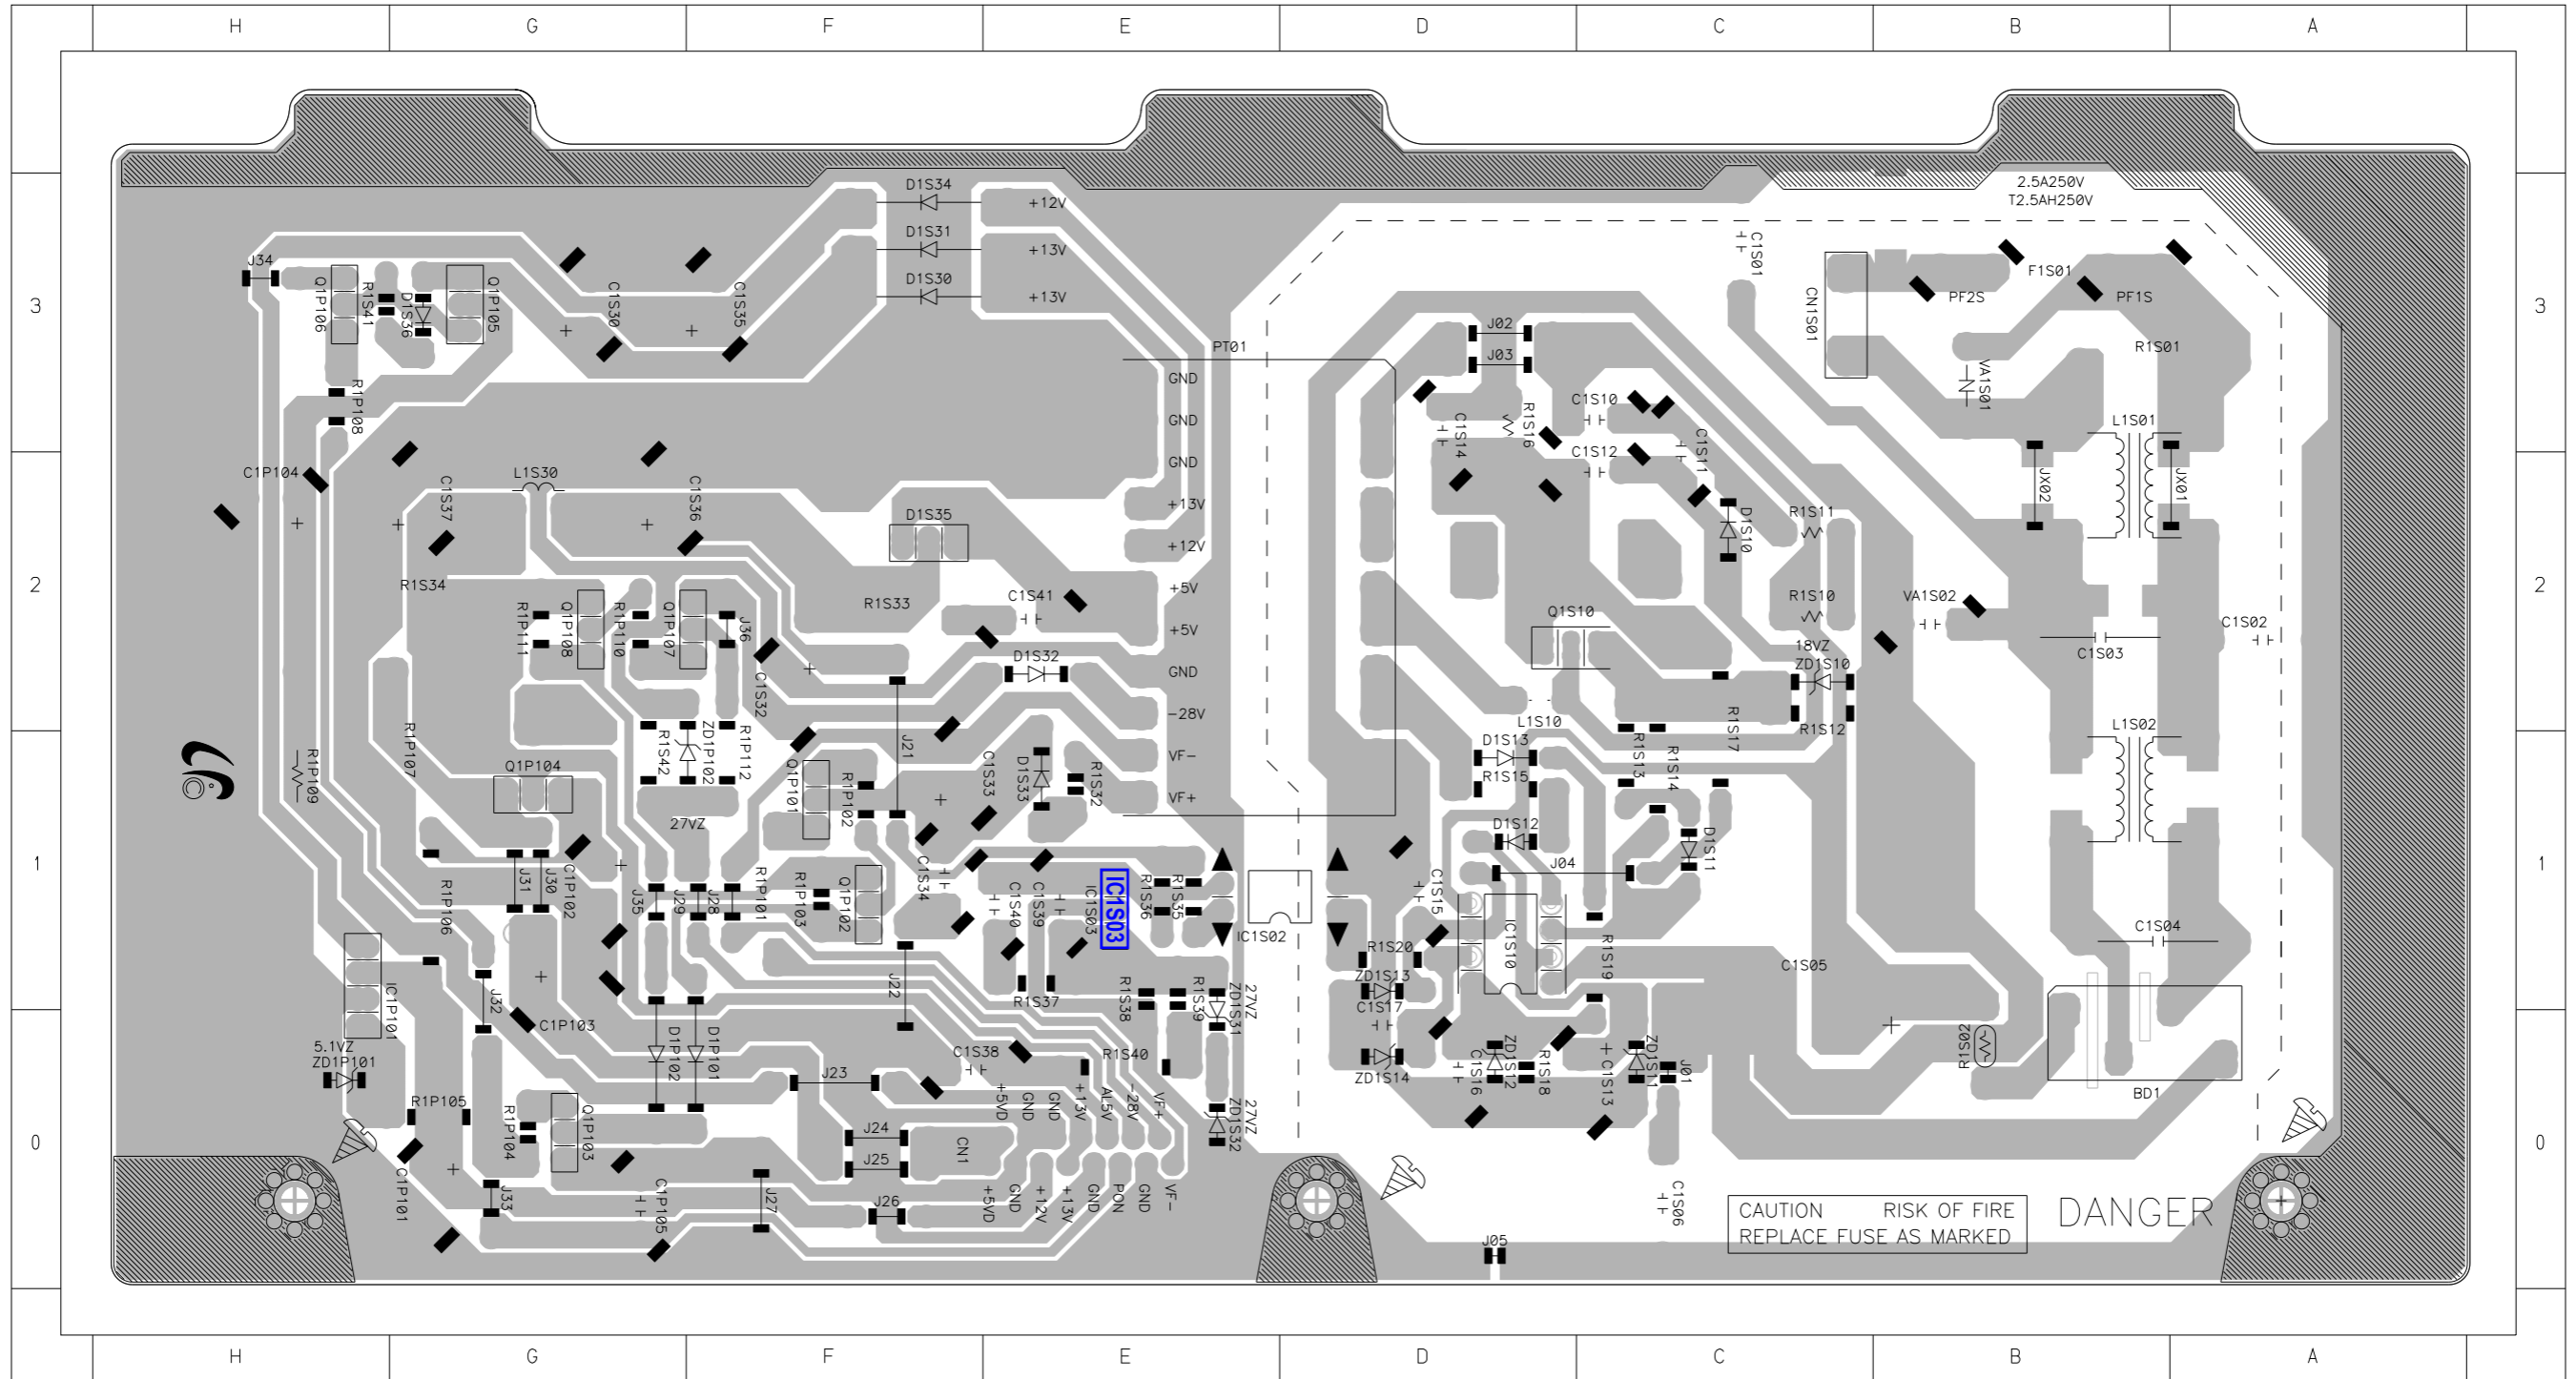 H G F E D C B A
2.5A250V
T2.5AH250V
D1S34 +12V
D1S31 +13V
D1S30 +13V
J34
Q1P106
R1S41
D1S36
Q1P105
C1S30
C1S35
C1S01
CN1S01
F1S01
PF2S
PF1S
3
3
J02
J03
PT01
R1S01
VA1S01
GND
GND
GND
+13V
+12V
+5V
+5V
GND
-28V
VF-
VF+
R1P108
C1S10
C1S12
C1S14
R1S16
C1S11
L1S01
C1P104
L1S30
C1S37
C1S36
D1S35
D1S10
R1S11
JX02
JX01
2
2
R1S34
R1S33
C1S41
R1P111
Q1P108
R1P110
Q1P107
J36
Q1S10
R1S10
VA1S02
C1S02
C1S03
D1S32
18VZ
ZD1S10
C1S32
L1S10
R1S12
R1S17
L1S02
R1P109
R1P107
R1S42
ZD1P102
R1P112
J21
C1S33
D1S33
R1S32
D1S13
R1S15
R1S13
R1S14
Q1P104
Q1P101
R1P102
27VZ
D1S12
D1S11
1
1
J04
J31
J30
C1P102
J35
J29
J28
R1P101
R1P103
Q1P102
C1S34
C1S40
C1S39
IC1S03
IC1S03
R1S36
R1S35
IC1S02
C1S15
IC1S10
R1S19
R1P106
R1S20
C1S04
C1S05
IC1P101
J32
C1P103
J22
R1S37
R1S38
R1S39
ZD1S31
27VZ
ZD1S13
C1S17
R1S02
5.1VZ
ZD1P101
D1P102
D1P101
C1S38
R1S40
ZD1S14
C1S16
ZD1S12
R1S18
C1S13
ZD1S11
J01
BD1
J23
R1P105
R1P104
Q1P103
J24
J25
CN1
+5VD
GND
GND
+13V
AL5V
-28V
VF+
ZD1S32
27VZ
0
0
C1P101
J33
C1P105
J27
J26
+5VD
GND
+12V
+13V
GND
PON
GND
VF-
C1S06
J05
CAUTION RISK OF FIRE
REPLACE FUSE AS MARKED
DANGER
H G F E D C B A